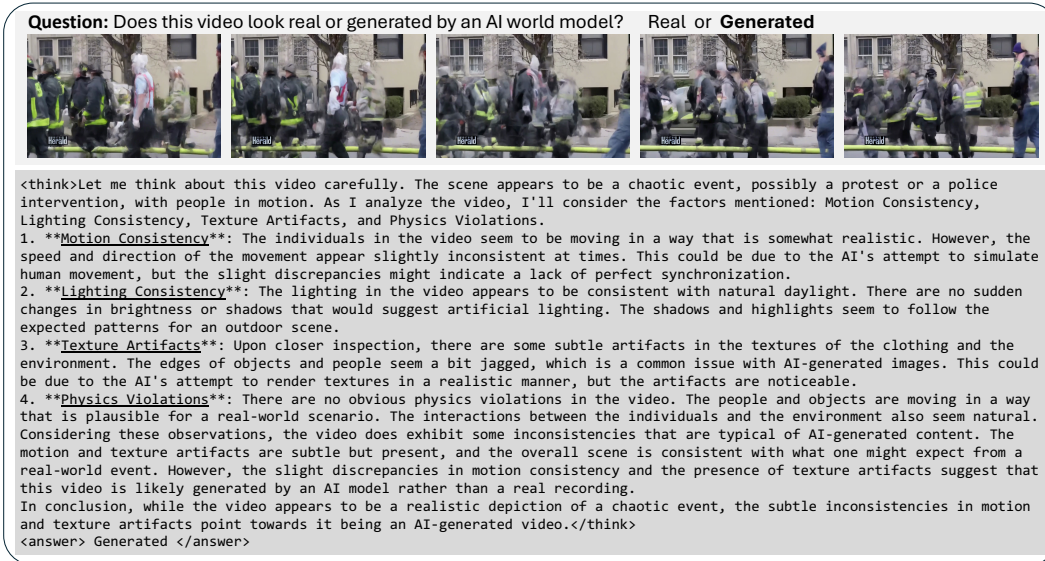 Question: Does this video look real or generated by an AI world model? Real or Generated
Herald
Herald
Herald
Herald
Herald
<think>Let me think about this video carefully. The scene appears to be a chaotic event, possibly a protest or a police
intervention, with people in motion. As I analyze the video, I'll consider the factors mentioned: Motion Consistency,
Lighting Consistency, Texture Artifacts, and Physics Violations.
1. **Motion Consistency**: The individuals in the video seem to be moving in a way that is somewhat realistic. However, the
speed and direction of the movement appear slightly inconsistent at times. This could be due to the AI's attempt to simulate
human movement, but the slight discrepancies might indicate a lack of perfect synchronization.
2. **Lighting Consistency**: The lighting in the video appears to be consistent with natural daylight. There are no sudden
changes in brightness or shadows that would suggest artificial lighting. The shadows and highlights seem to follow the
expected patterns for an outdoor scene.
3. **Texture Artifacts**: Upon closer inspection, there are some subtle artifacts in the textures of the clothing and the
environment. The edges of objects and people seem a bit jagged, which is a common issue with AI-generated images. This could
be due to the AI's attempt to render textures in a realistic manner, but the artifacts are noticeable.
4. **Physics Violations**: There are no obvious physics violations in the video. The people and objects are moving in a way
that is plausible for a real-world scenario. The interactions between the individuals and the environment also seem natural.
Considering these observations, the video does exhibit some inconsistencies that are typical of AI-generated content. The
motion and texture artifacts are subtle but present, and the overall scene is consistent with what one might expect from a
real-world event. However, the slight discrepancies in motion consistency and the presence of texture artifacts suggest that
this video is likely generated by an AI model rather than a real recording.
In conclusion, while the video appears to be a realistic depiction of a chaotic event, the subtle inconsistencies in motion
and texture artifacts point towards it being an AI-generated video.</think>
<answer> Generated </answer>